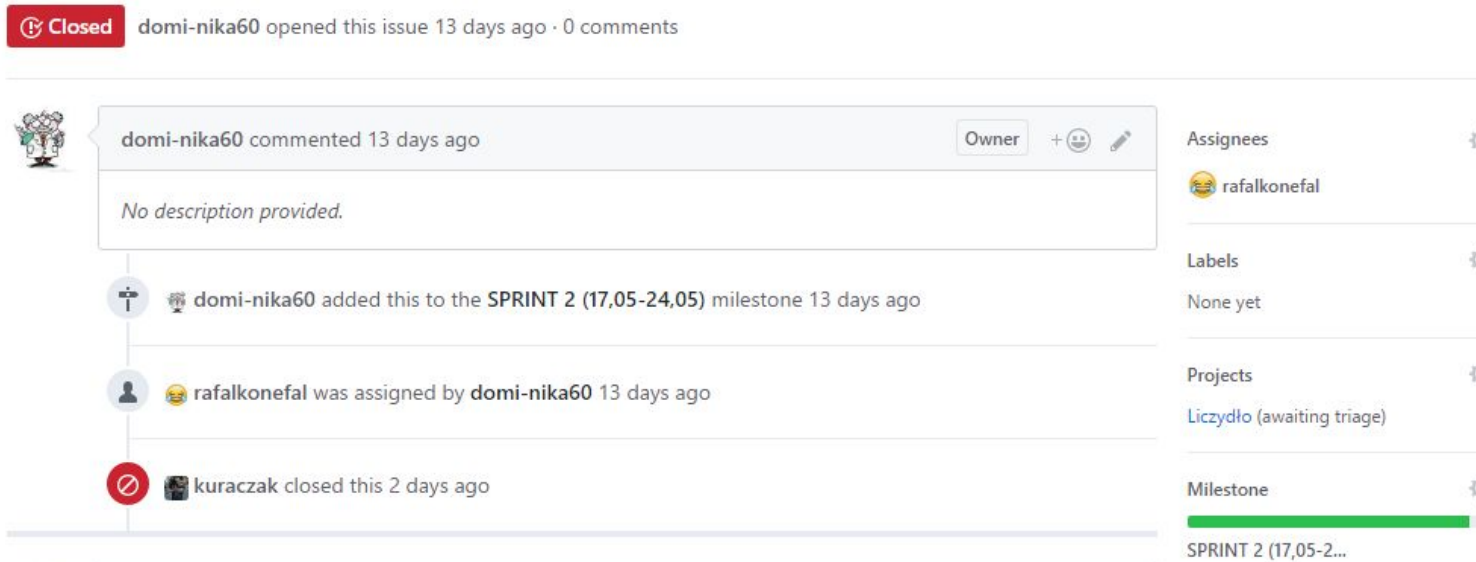 Closed domi-nika60 opened this issue 13 days ago · 0 comments
domi-nika60 commented 13 days ago Owner
No description provided.
domi-nika60 added this to the SPRINT 2 (17,05-24,05) milestone 13 days ago
rafalkonefal was assigned by domi-nika60 13 days ago
kuraczak closed this 2 days ago
Assignees
rafalkonefal
Labels
None yet
Projects
Liczydło (awaiting triage)
Milestone
SPRINT 2 (17,05-2...